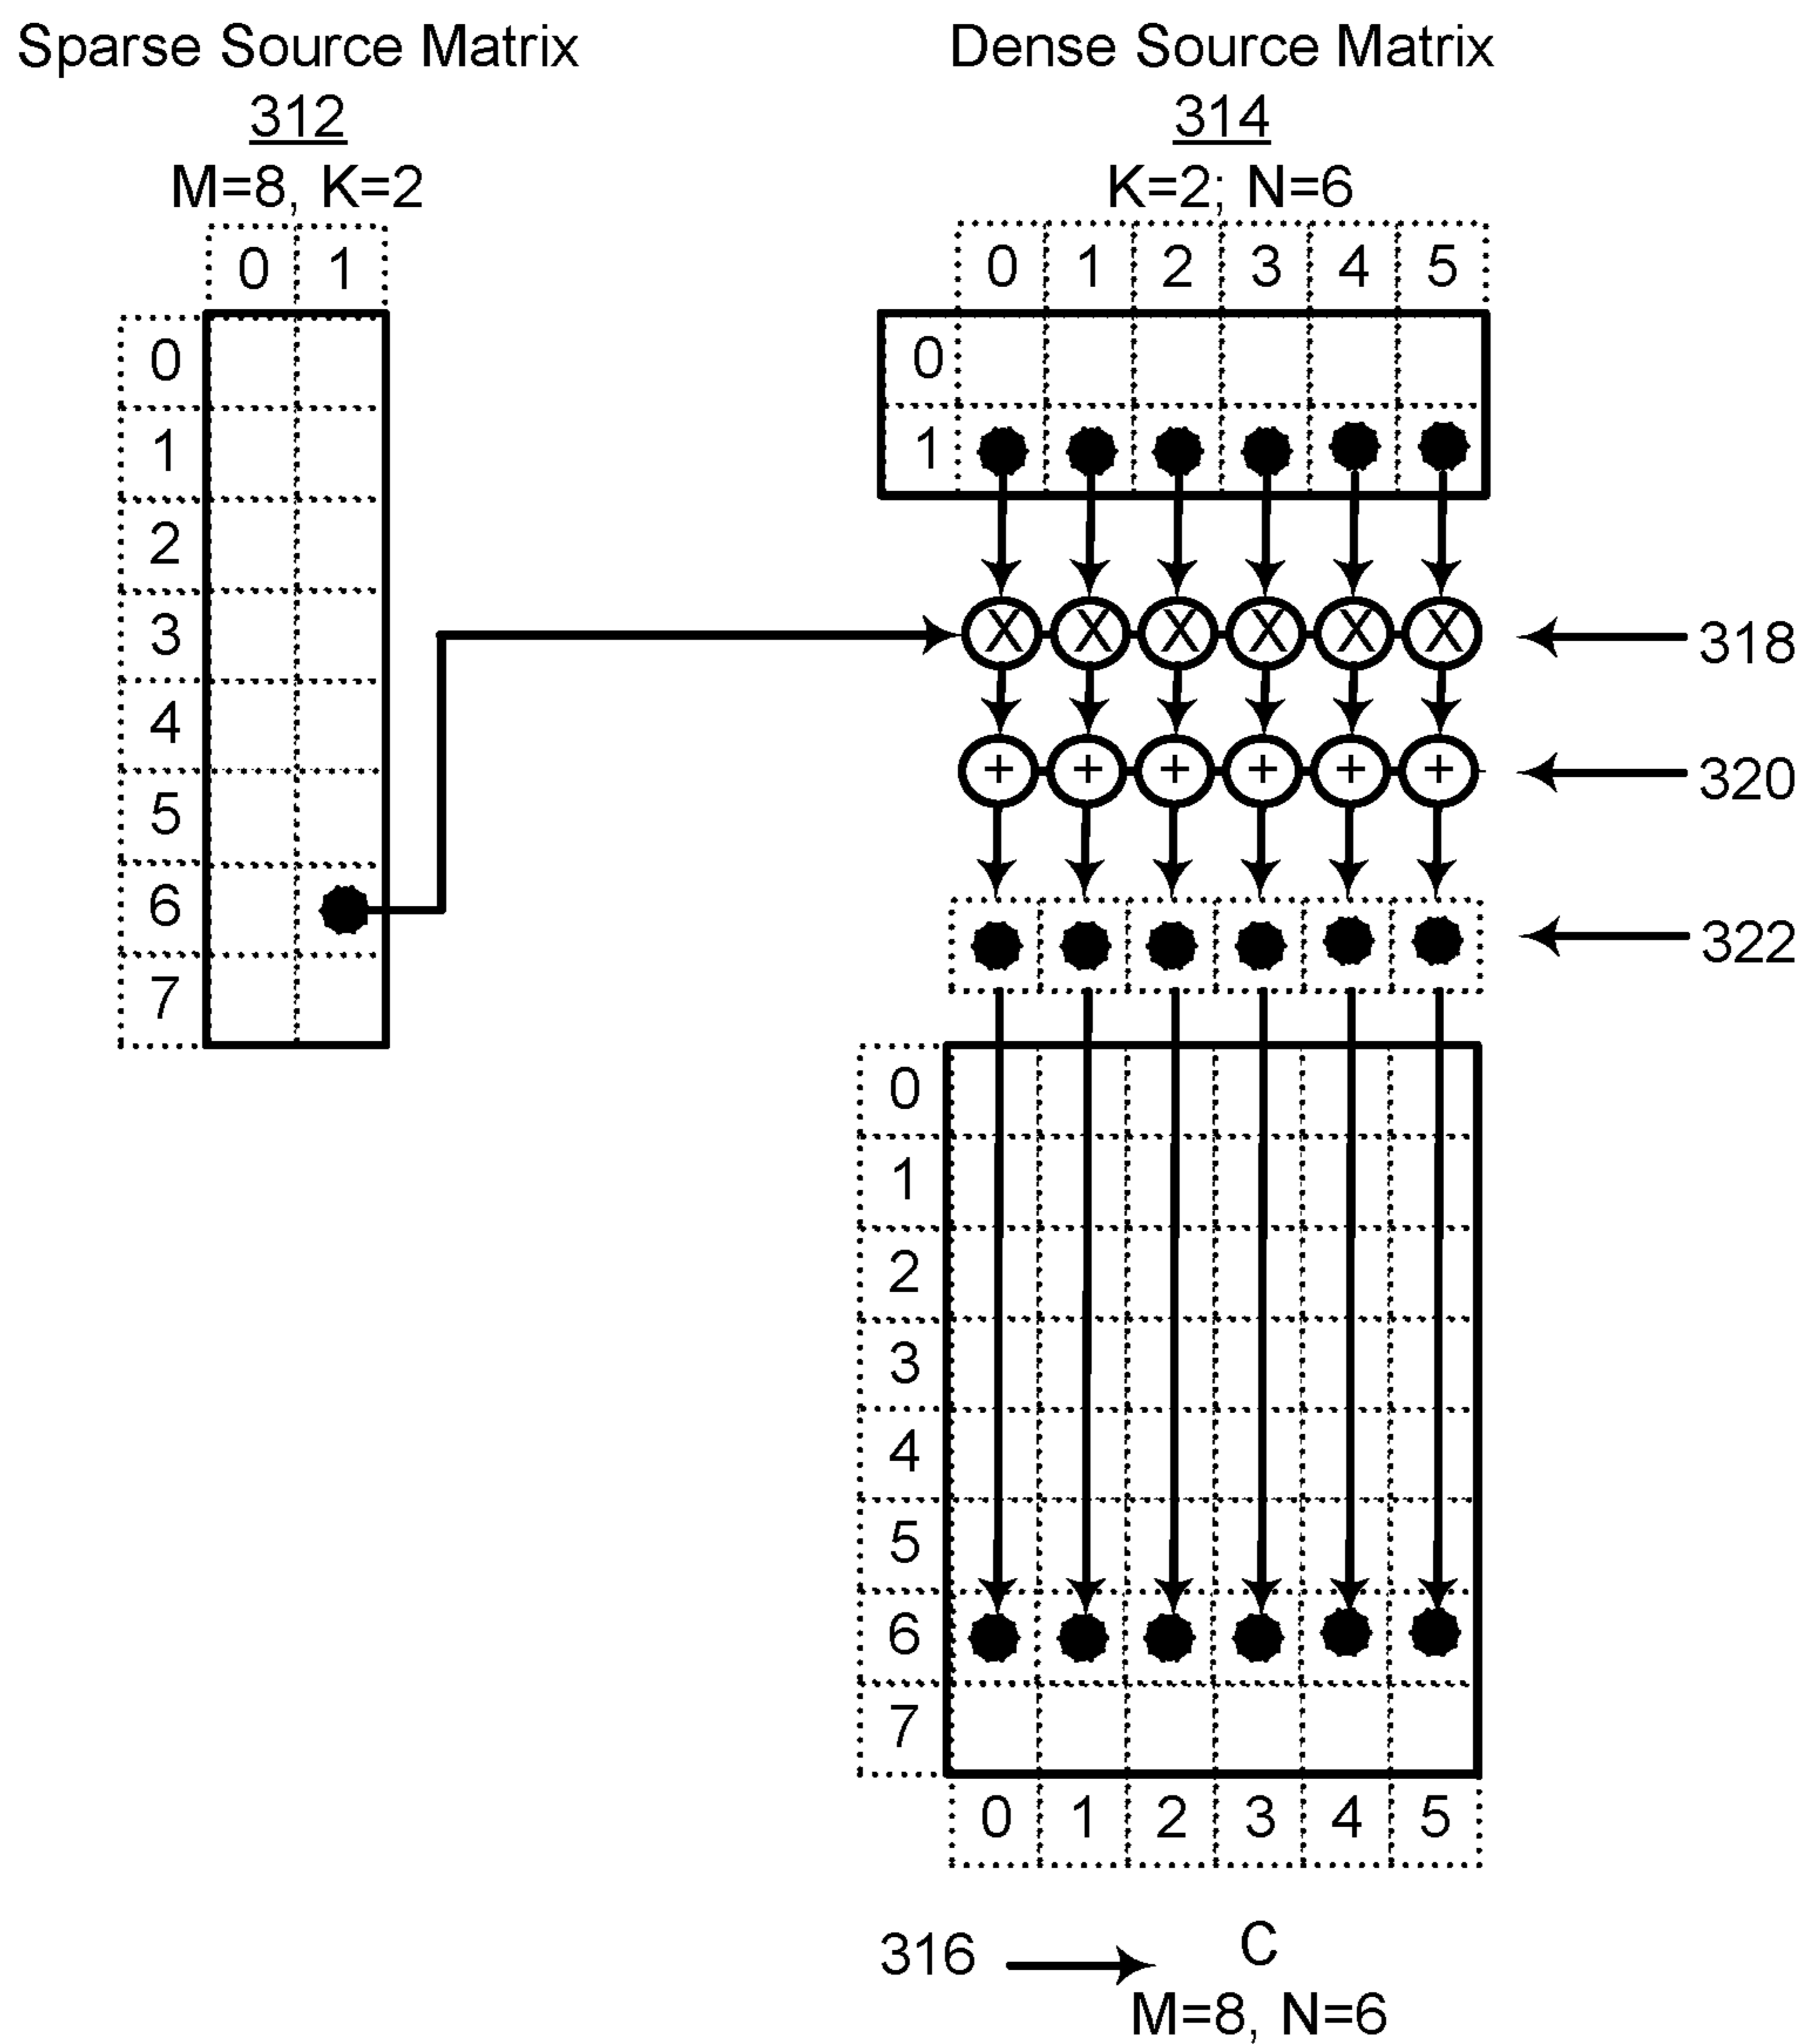 Sparse Source Matrix
312
M=8, K=2
0 1
0
1
2
3
4
5
6
7
Dense Source Matrix
314
K=2; N=6
0 1 2 3 4 5
0
1
X X X X X X
318
+ + + + + +
320
322
0
1
2
3
4
5
6
7
0 1 2 3 4 5
316 C
M=8, N=6